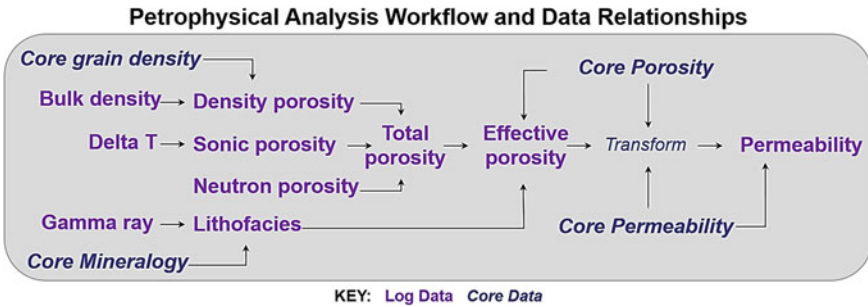 Petrophysical Analysis Workflow and Data Relationships
Core grain density
Core Porosity
Bulk density
Density porosity
Delta T
Sonic porosity
Total
porosity
Effective
porosity
Transform
Permeability
Neutron porosity
Gamma ray
Lithofacies
Core Permeability
Core Mineralogy
KEY: Log Data Core Data